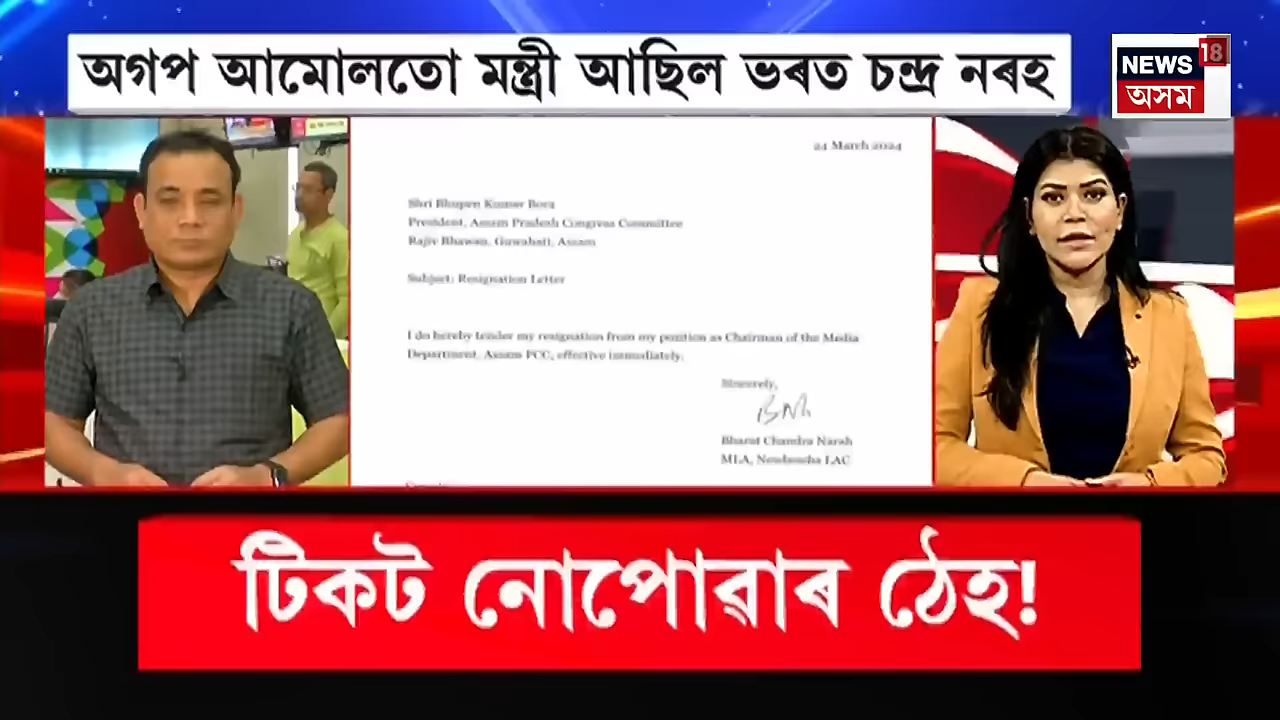 অগপ আমোলতো মন্ত্ৰী আছিল ভৰত চন্দ্ৰ নৰহ
NEWS 18
অসম
24 March 2024
Shri Bhupen Kumar Bora
President, Assam Pradesh Congress Committee
Rajiv Bhawan, Guwahati, Assam
Subject: Resignation Letter
I do hereby tender my resignation from my position as Chairman of the Media
Department, Assam PCC, effective immediately.
Sincerely,
Bharat Chandra Narah
MLA, LAC
টিকট নোপোৱাৰ ঠেহ!